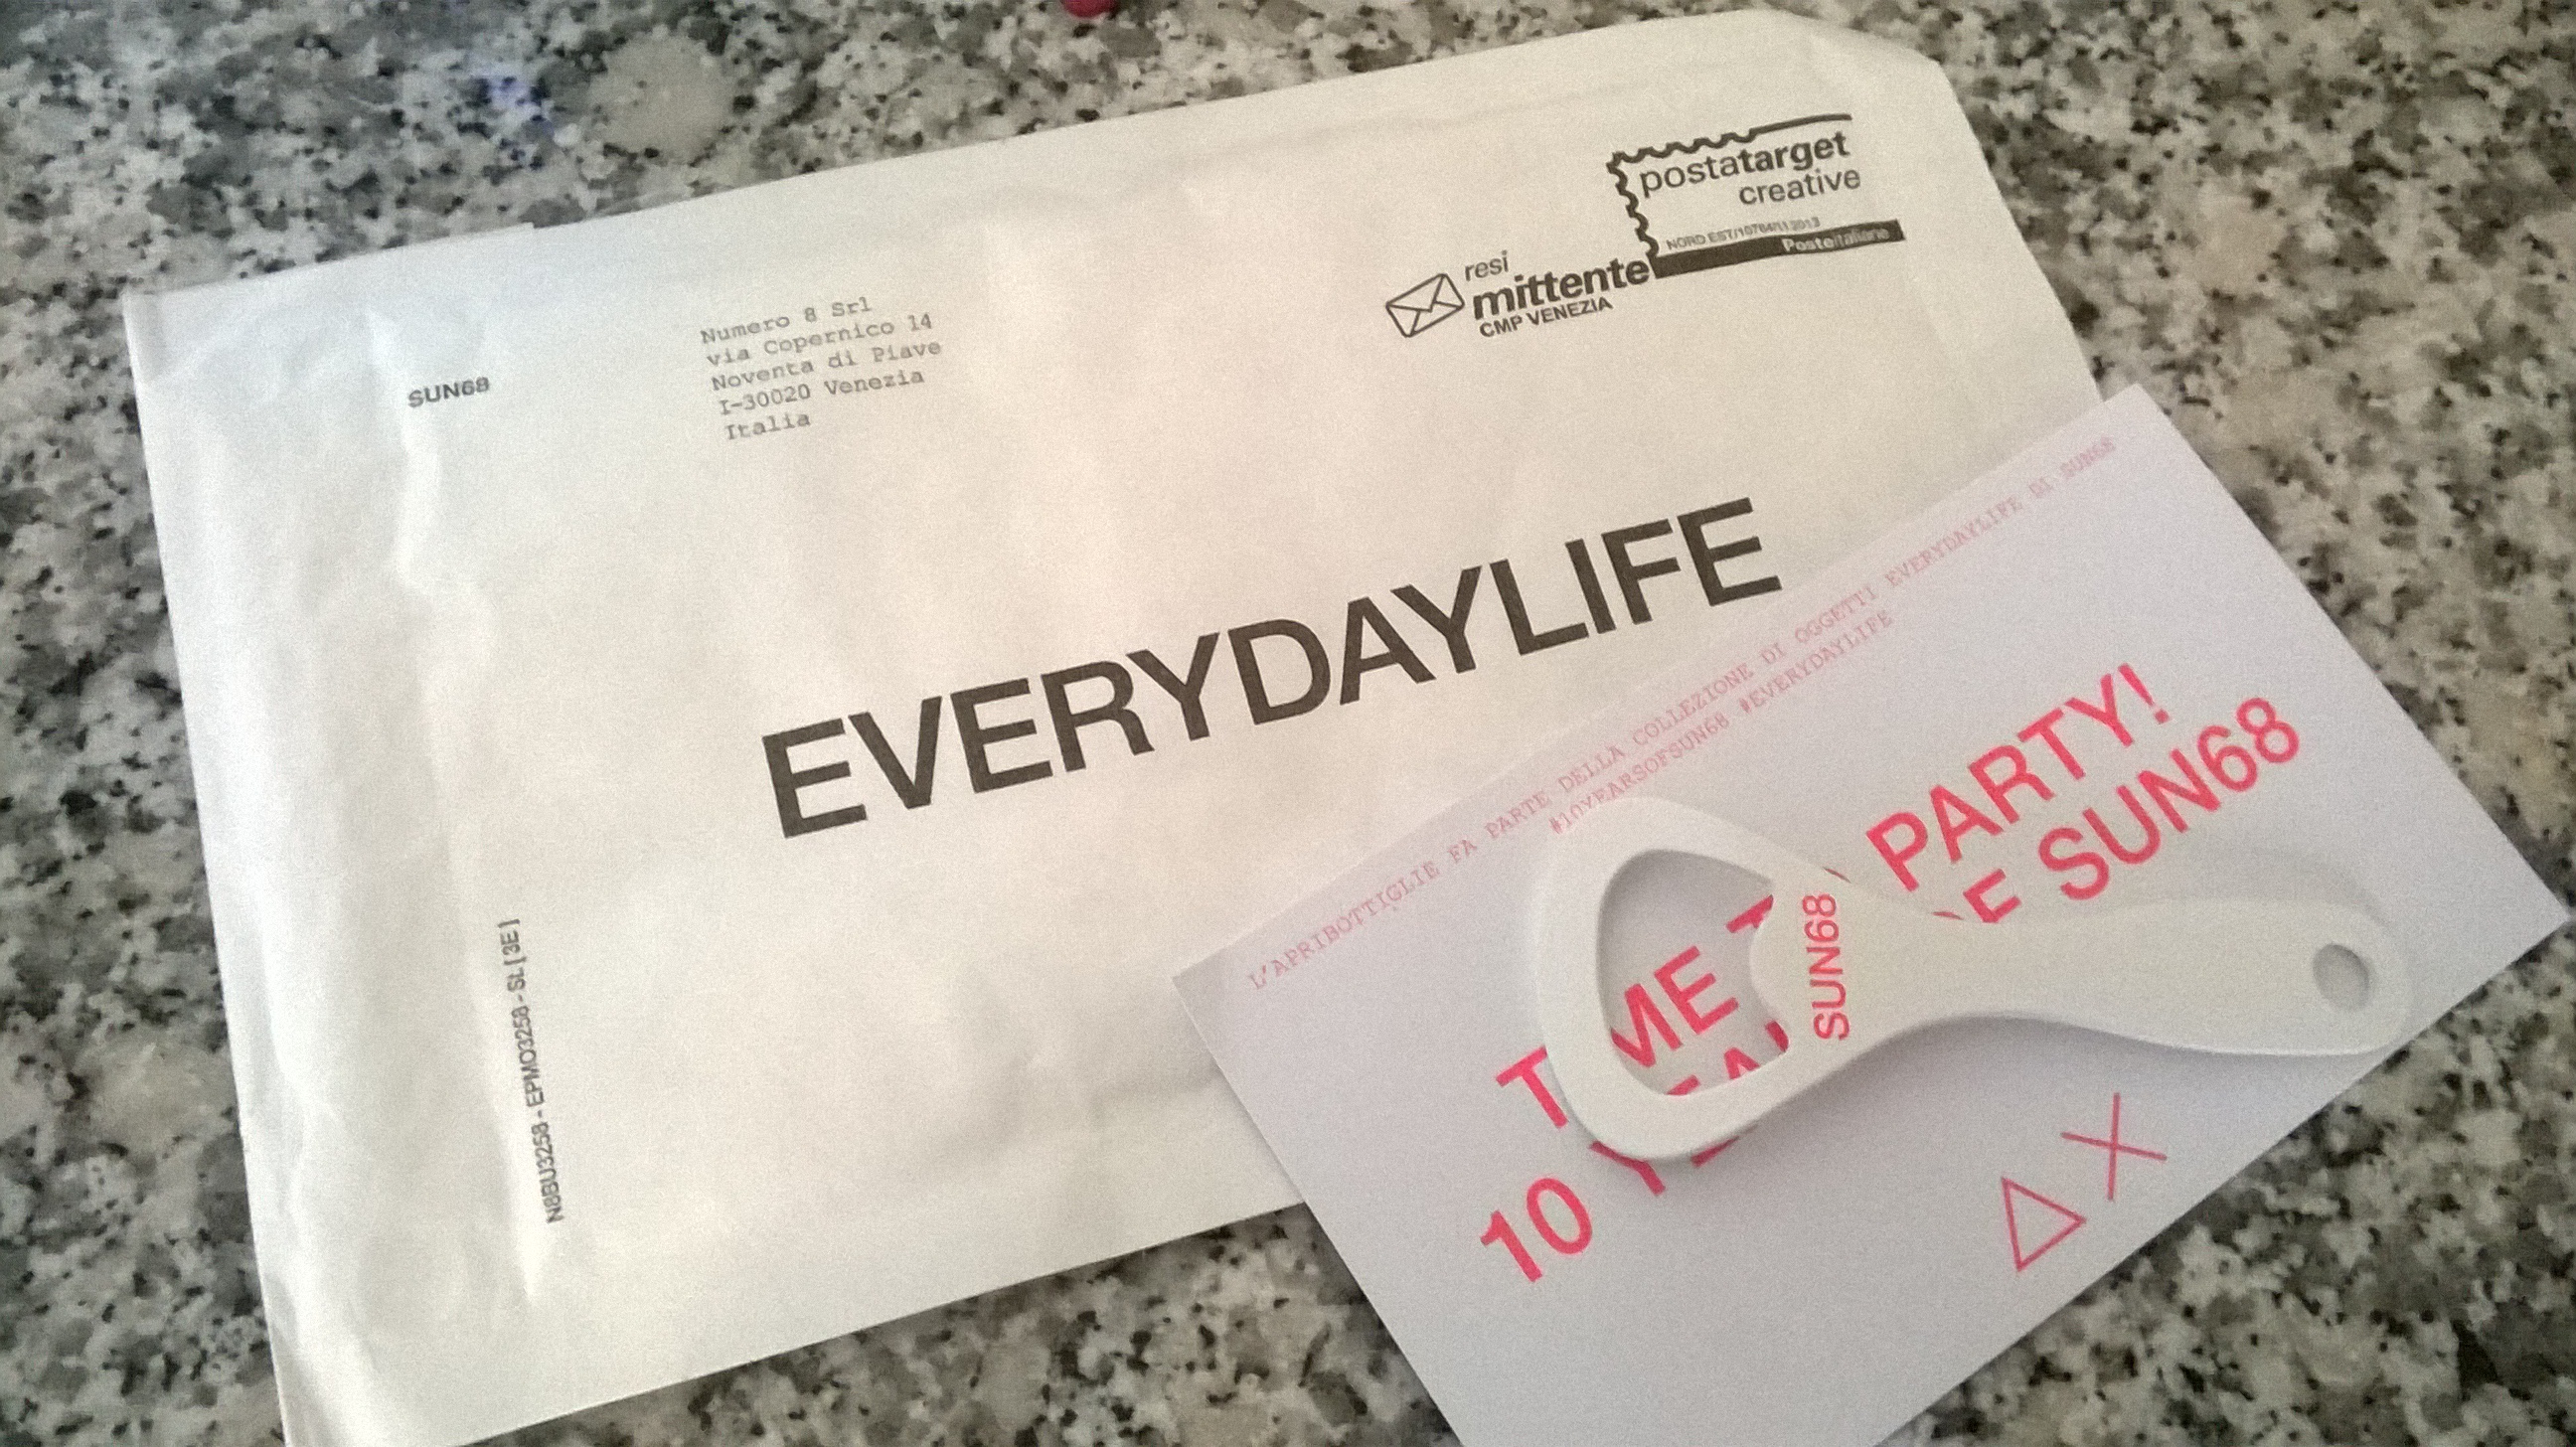 SUN68
Numero 8 Srl
via Copernico 14
Noventa di Piave
I-30020 Venezia
Italia
postatarget
creative
NORD EST/
Posteitaliane
resi
mittente
CMP VENEZIA
EVERYDAYLIFE
N8BU3258 - EPMO3258 - SL [3E]
L'APRIBOTTIGLIE FA PARTE DELLA COLLEZIONE DI OGGETTI EVERYDAYLIFE DI SUN68
#10YEARSOFSUN68 #EVERYDAYLIFE
ME PARTY!
10 SUN68
SUN68